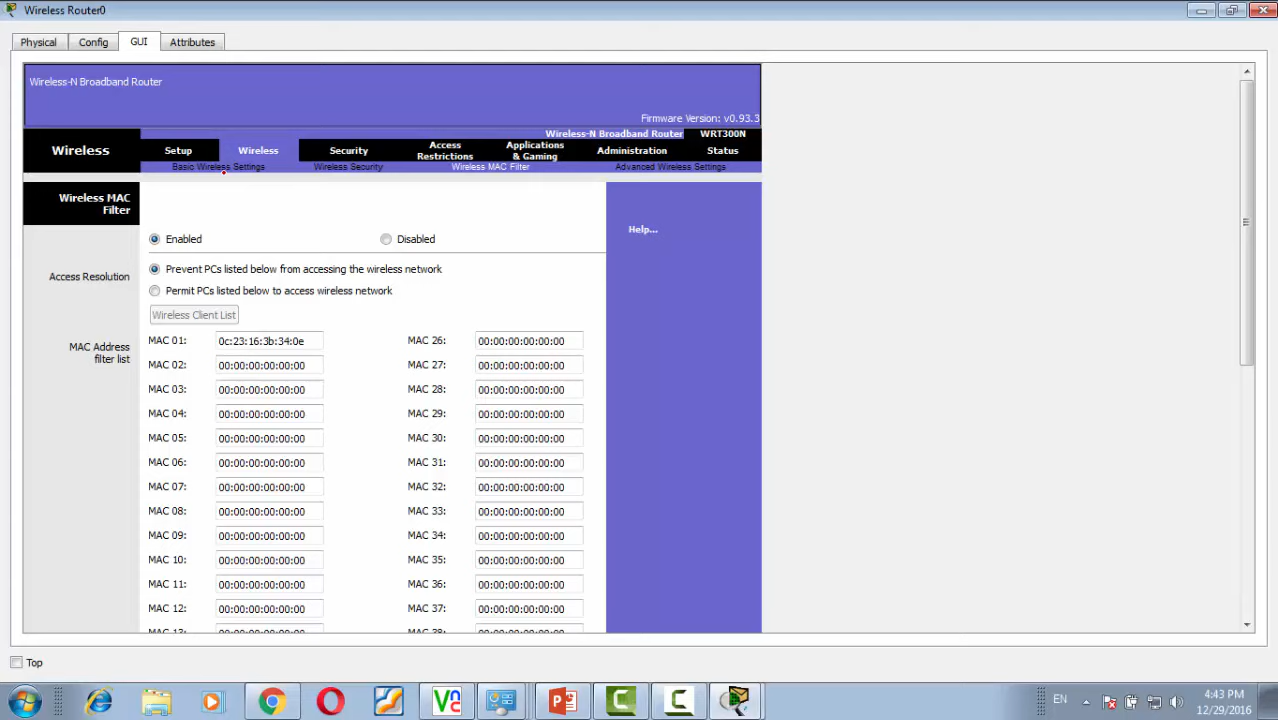 Wireless Router0
Physical Config GUI Attributes
Wireless-N Broadband Router
Firmware Version: v0.93.3
Wireless-N Broadband Router WRT300N
Wireless Setup Wireless Security Access Restrictions Applications & Gaming Administration Status
Basic Wireless Settings Wireless Security Wireless MAC Filter Advanced Wireless Settings
Wireless MAC
Filter
Help...
Enabled Disabled
Access Resolution
Prevent PCs listed below from accessing the wireless network
Permit PCs listed below to access wireless network
Wireless Client List
MAC Address
filter list
MAC 01: 0c:23:16:3b:34:0e MAC 26: 00:00:00:00:00:00
MAC 02: 00:00:00:00:00:00 MAC 27: 00:00:00:00:00:00
MAC 03: 00:00:00:00:00:00 MAC 28: 00:00:00:00:00:00
MAC 04: 00:00:00:00:00:00 MAC 29: 00:00:00:00:00:00
MAC 05: 00:00:00:00:00:00 MAC 30: 00:00:00:00:00:00
MAC 06: 00:00:00:00:00:00 MAC 31: 00:00:00:00:00:00
MAC 07: 00:00:00:00:00:00 MAC 32: 00:00:00:00:00:00
MAC 08: 00:00:00:00:00:00 MAC 33: 00:00:00:00:00:00
MAC 09: 00:00:00:00:00:00 MAC 34: 00:00:00:00:00:00
MAC 10: 00:00:00:00:00:00 MAC 35: 00:00:00:00:00:00
MAC 11: 00:00:00:00:00:00 MAC 36: 00:00:00:00:00:00
MAC 12: 00:00:00:00:00:00 MAC 37: 00:00:00:00:00:00
Top
EN
4:43 PM
12/29/2016